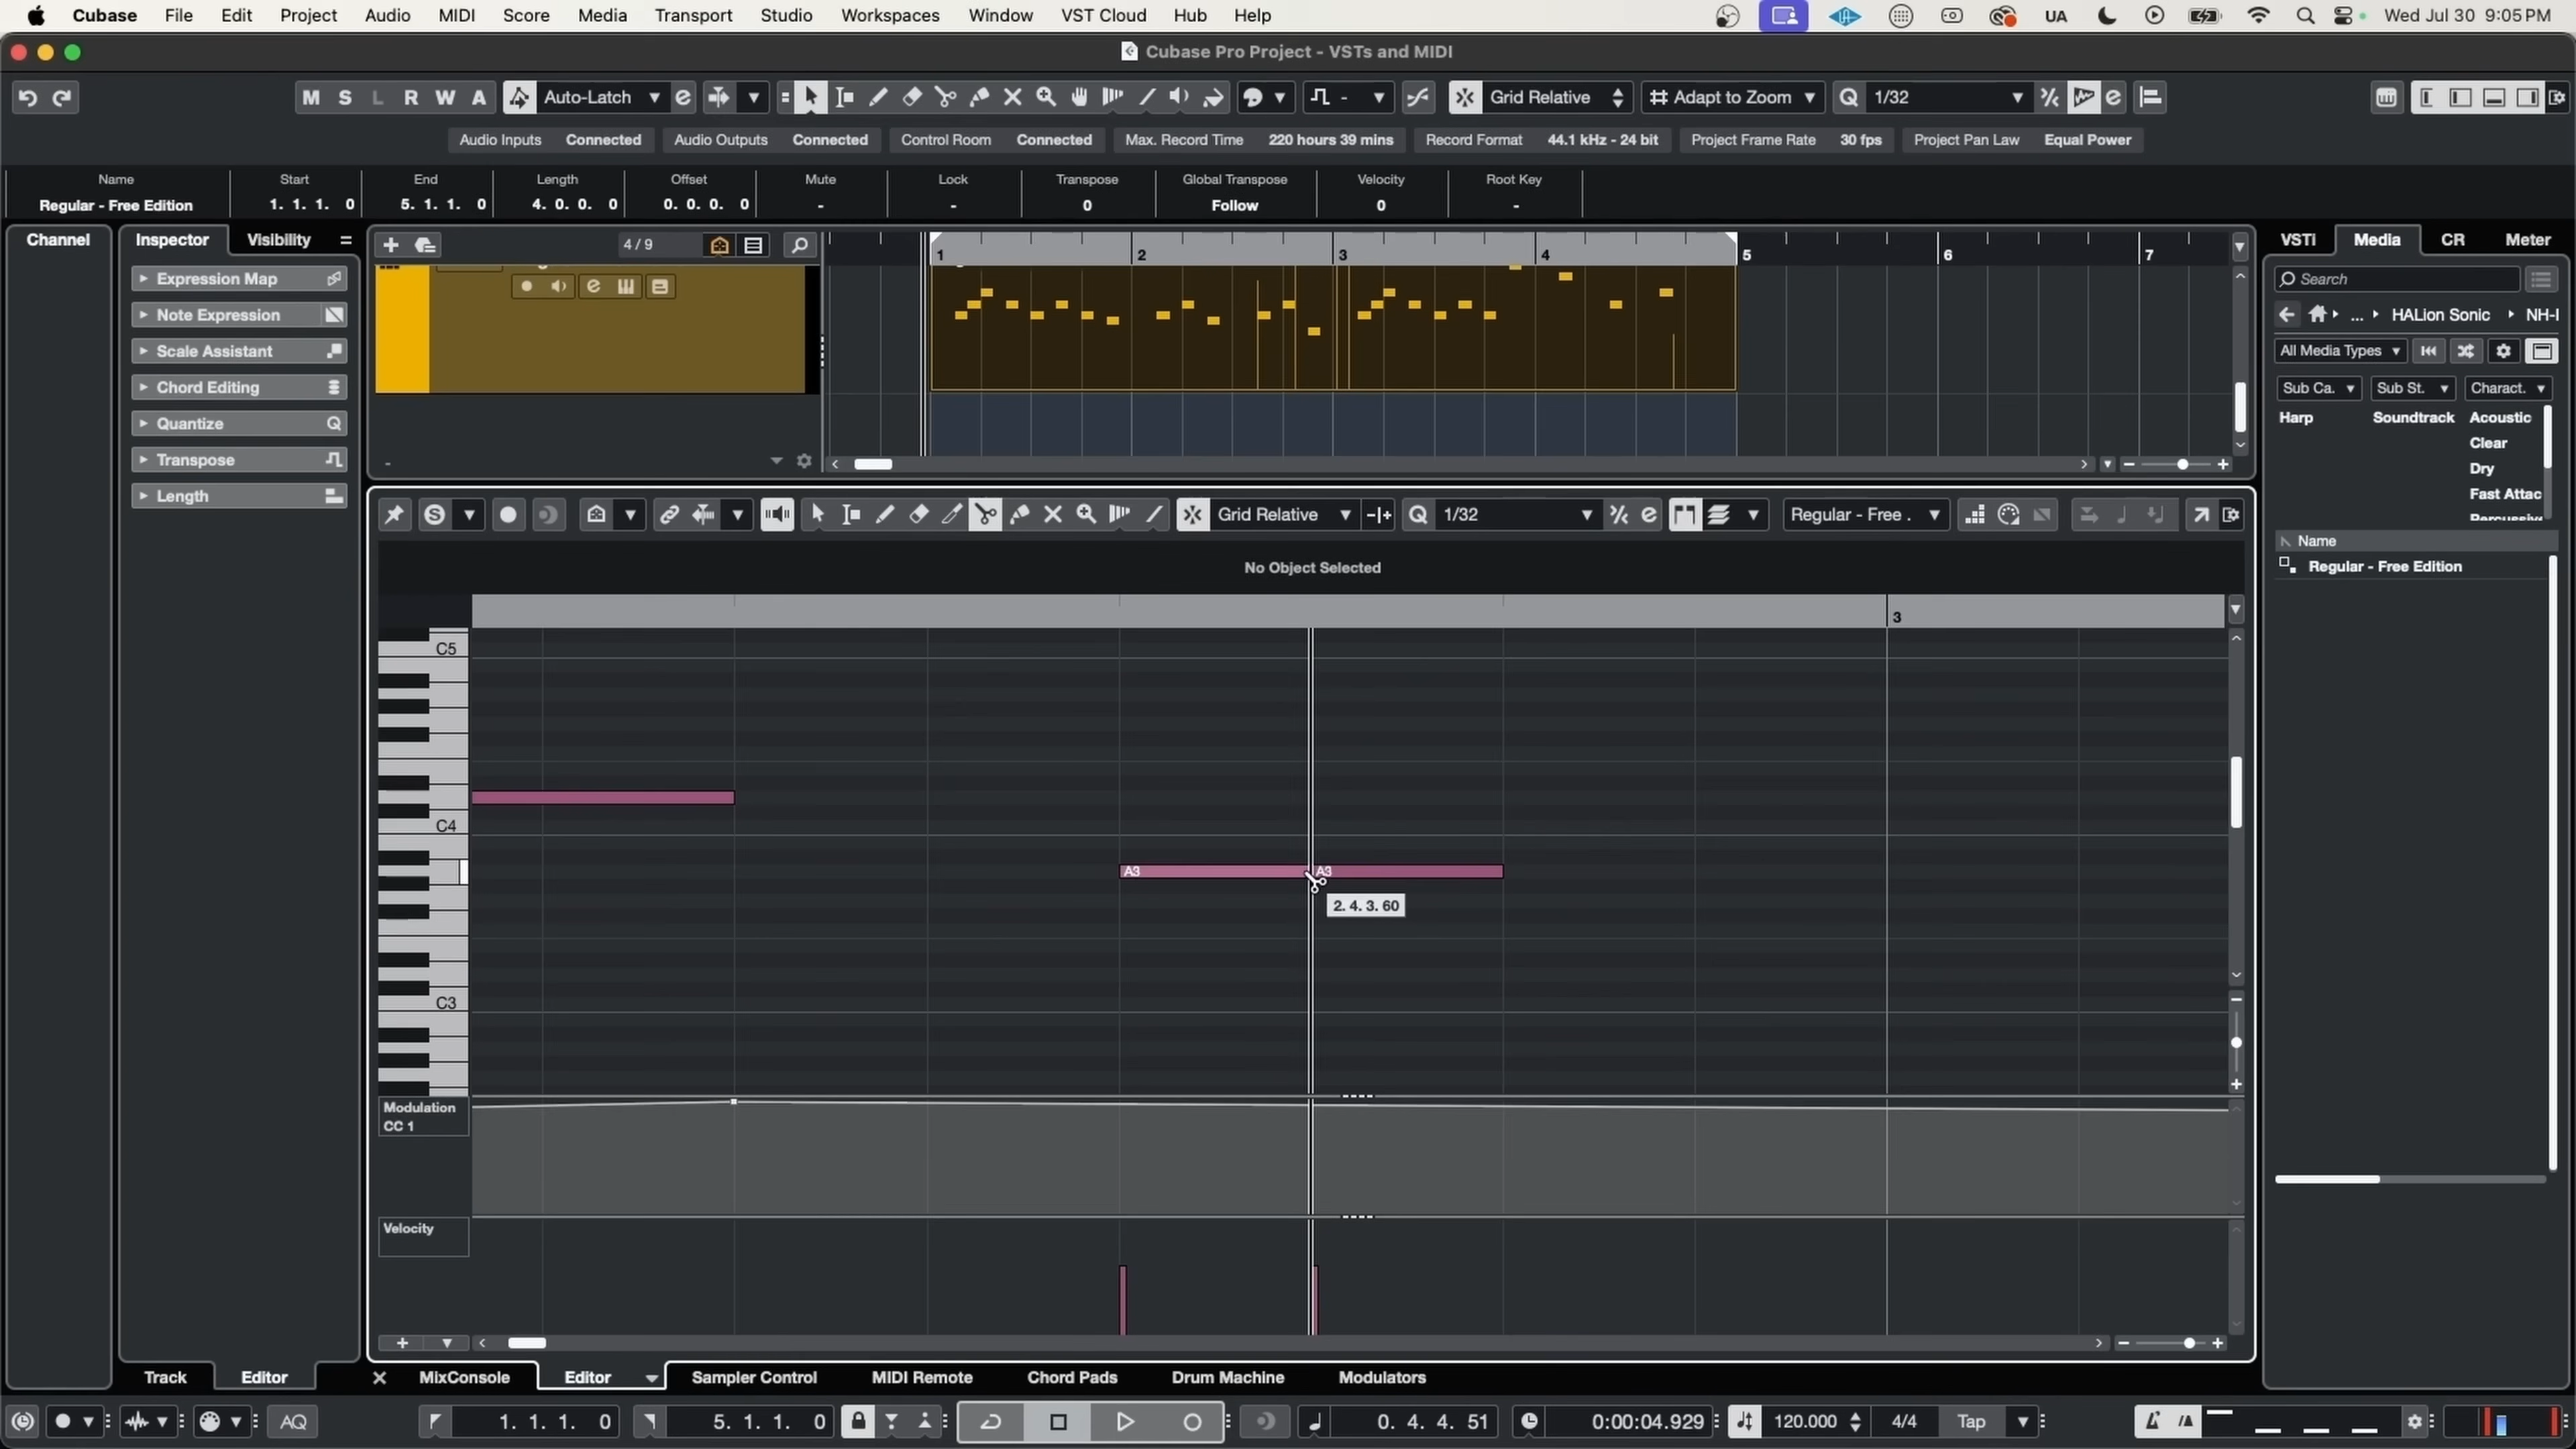 Cubase File Edit Project Audio MIDI Score Media Transport Studio Workspaces Window VST Cloud Hub Help UA Wed Jul 30 9:05 PM
Cubase Pro Project - VSTs and MIDI
M S L R W A Auto-Latch e - Grid Relative Adapt to Zoom Q 1/32 e
Audio Inputs Connected Audio Outputs Connected Control Room Connected Max. Record Time 220 hours 39 mins Record Format 44.1 kHz - 24 bit Project Frame Rate 30 fps Project Pan Law Equal Power
Name Start End Length Offset Mute Lock Transpose Global Transpose Velocity Root Key
Regular - Free Edition 1. 1. 1. 0 5. 1. 1. 0 4. 0. 0. 0 0. 0. 0. 0 - - 0 Follow 0 -
Channel Inspector Visibility 4 / 9 1 2 3 4 5 6 7 VSTi Media CR Meter
Expression Map
Note Expression
Scale Assistant
Chord Editing
Quantize Q
Transpose
Length
e
Search
... HALion Sonic NH-I
All Media Types
Sub Ca. Sub St. Charact.
Harp Soundtrack Acoustic
Clear
Dry
Fast Attac
Percussive
Name
Regular - Free Edition
S Grid Relative Q 1/32 e Regular - Free .
No Object Selected
3
C5
C4
A3 A3
2. 4. 3. 60
C3
Modulation
CC 1
Velocity
Track Editor MixConsole Editor Sampler Control MIDI Remote Chord Pads Drum Machine Modulators
AQ 1. 1. 1. 0 5. 1. 1. 0 0. 4. 4. 51 0:00:04.929 120.000 4/4 Tap